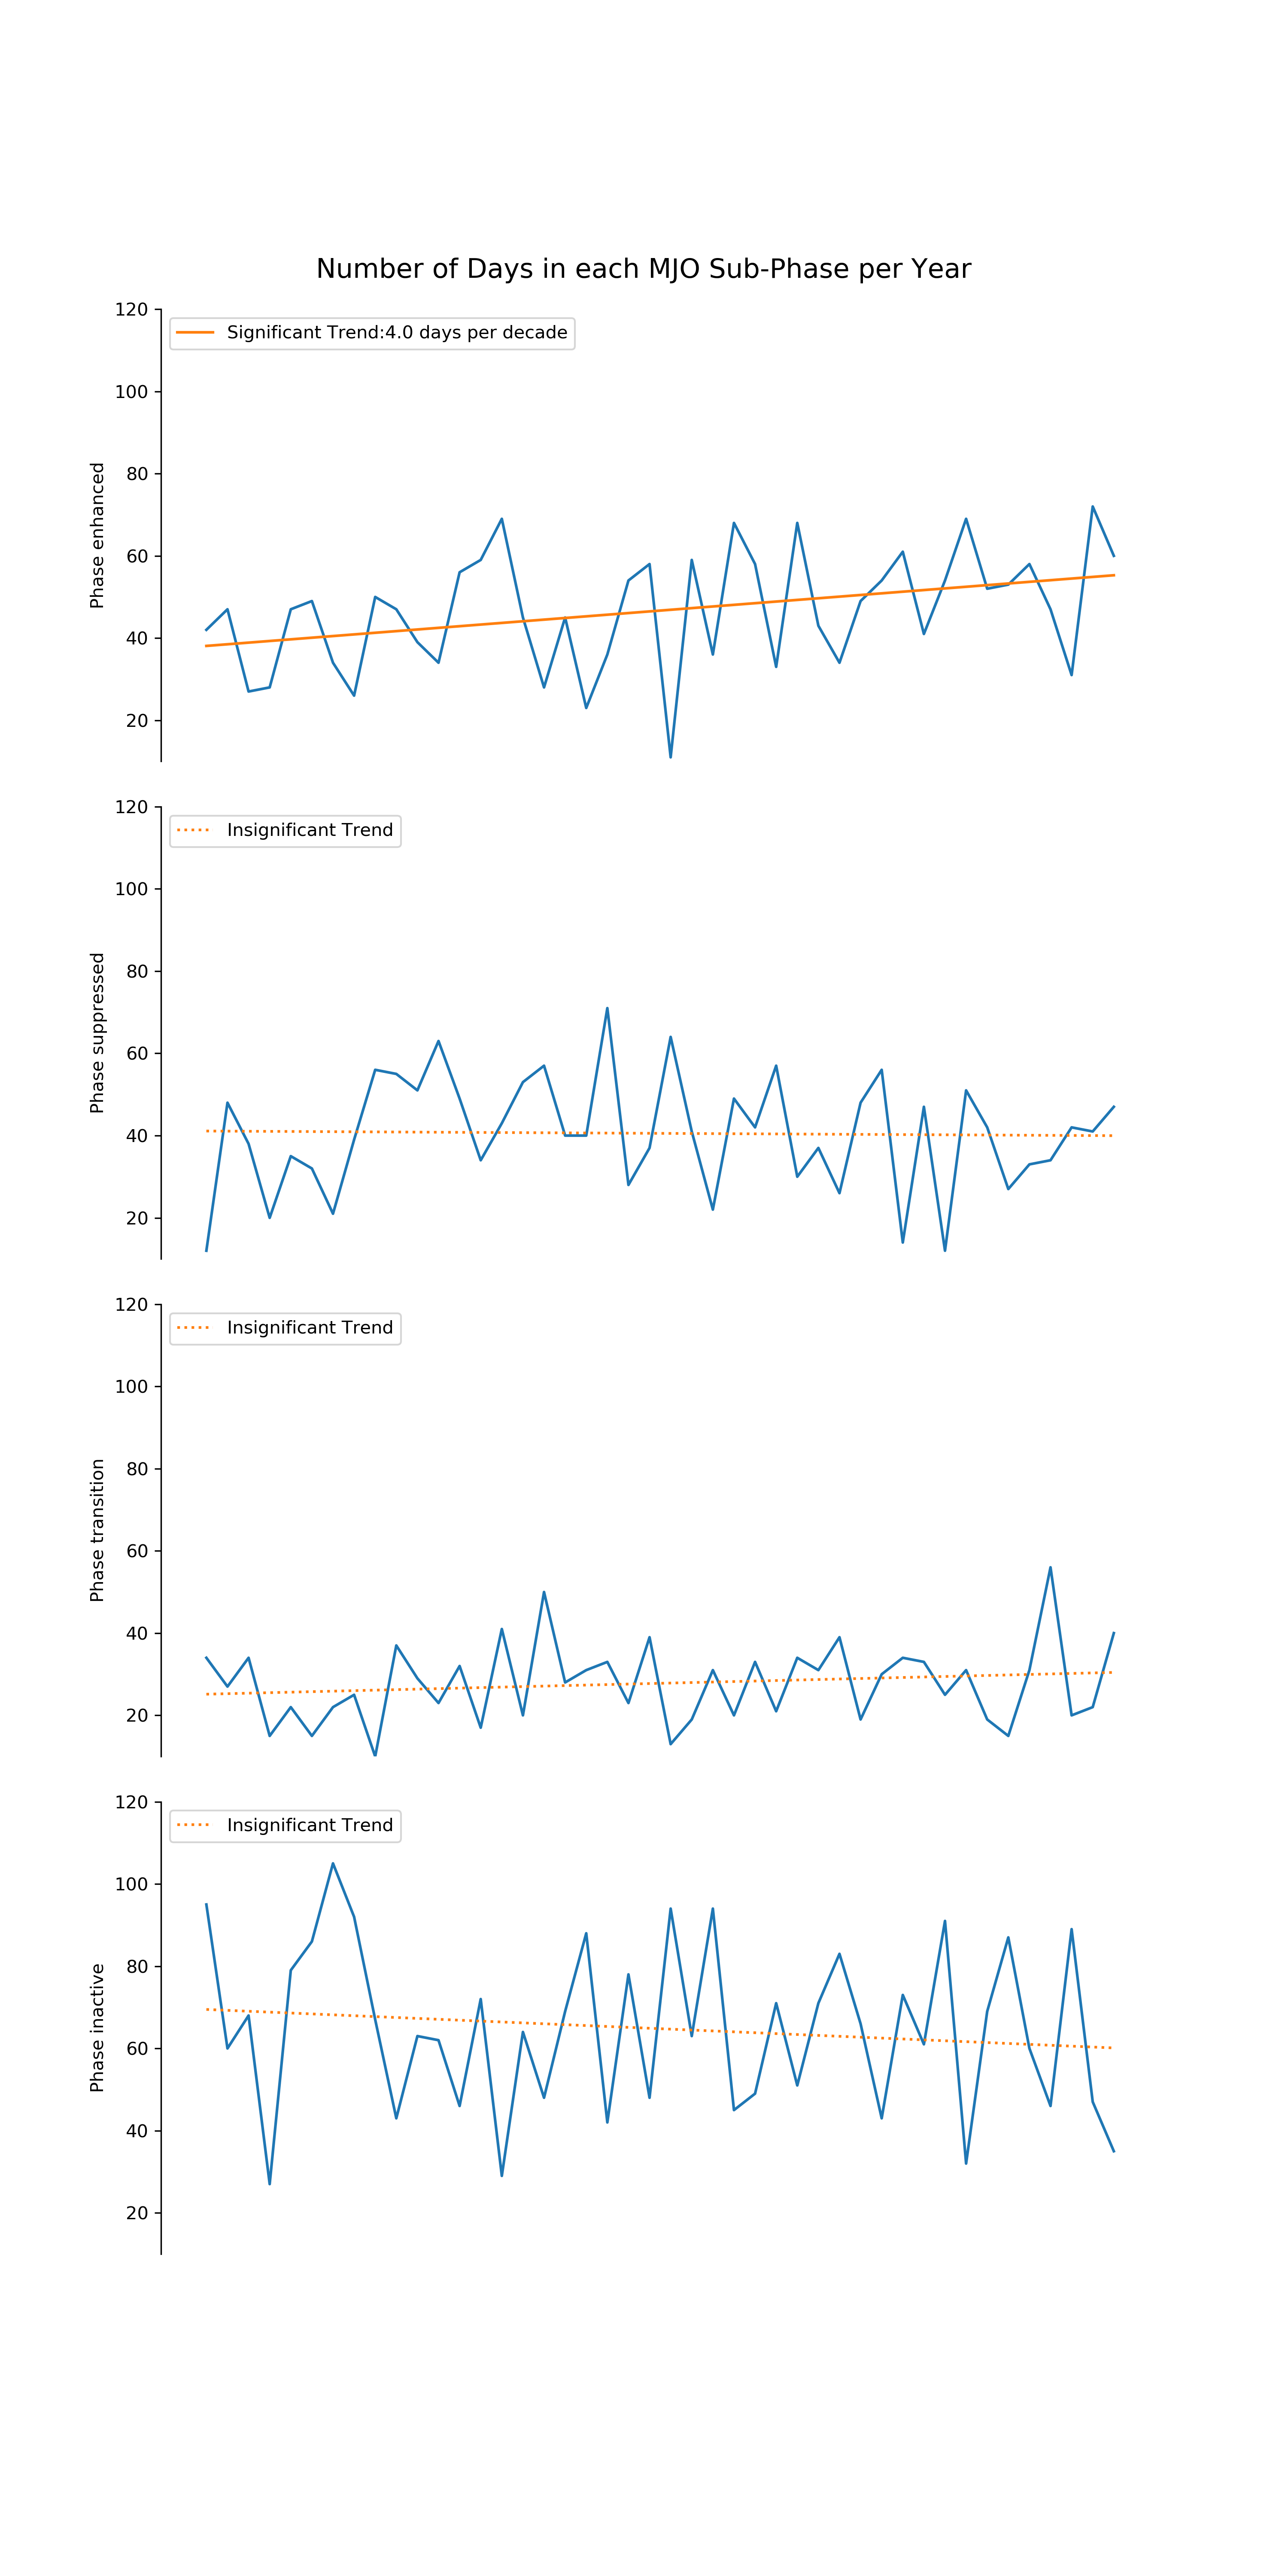 Number of Days in each MJO Sub-Phase per Year
120
Significant Trend:4.0 days per decade
100
80
Phase enhanced
60
40
20
120
Insignificant Trend
100
80
Phase suppressed
60
40
20
120
Insignificant Trend
100
80
Phase transition
60
40
20
120
Insignificant Trend
100
80
Phase inactive
60
40
20